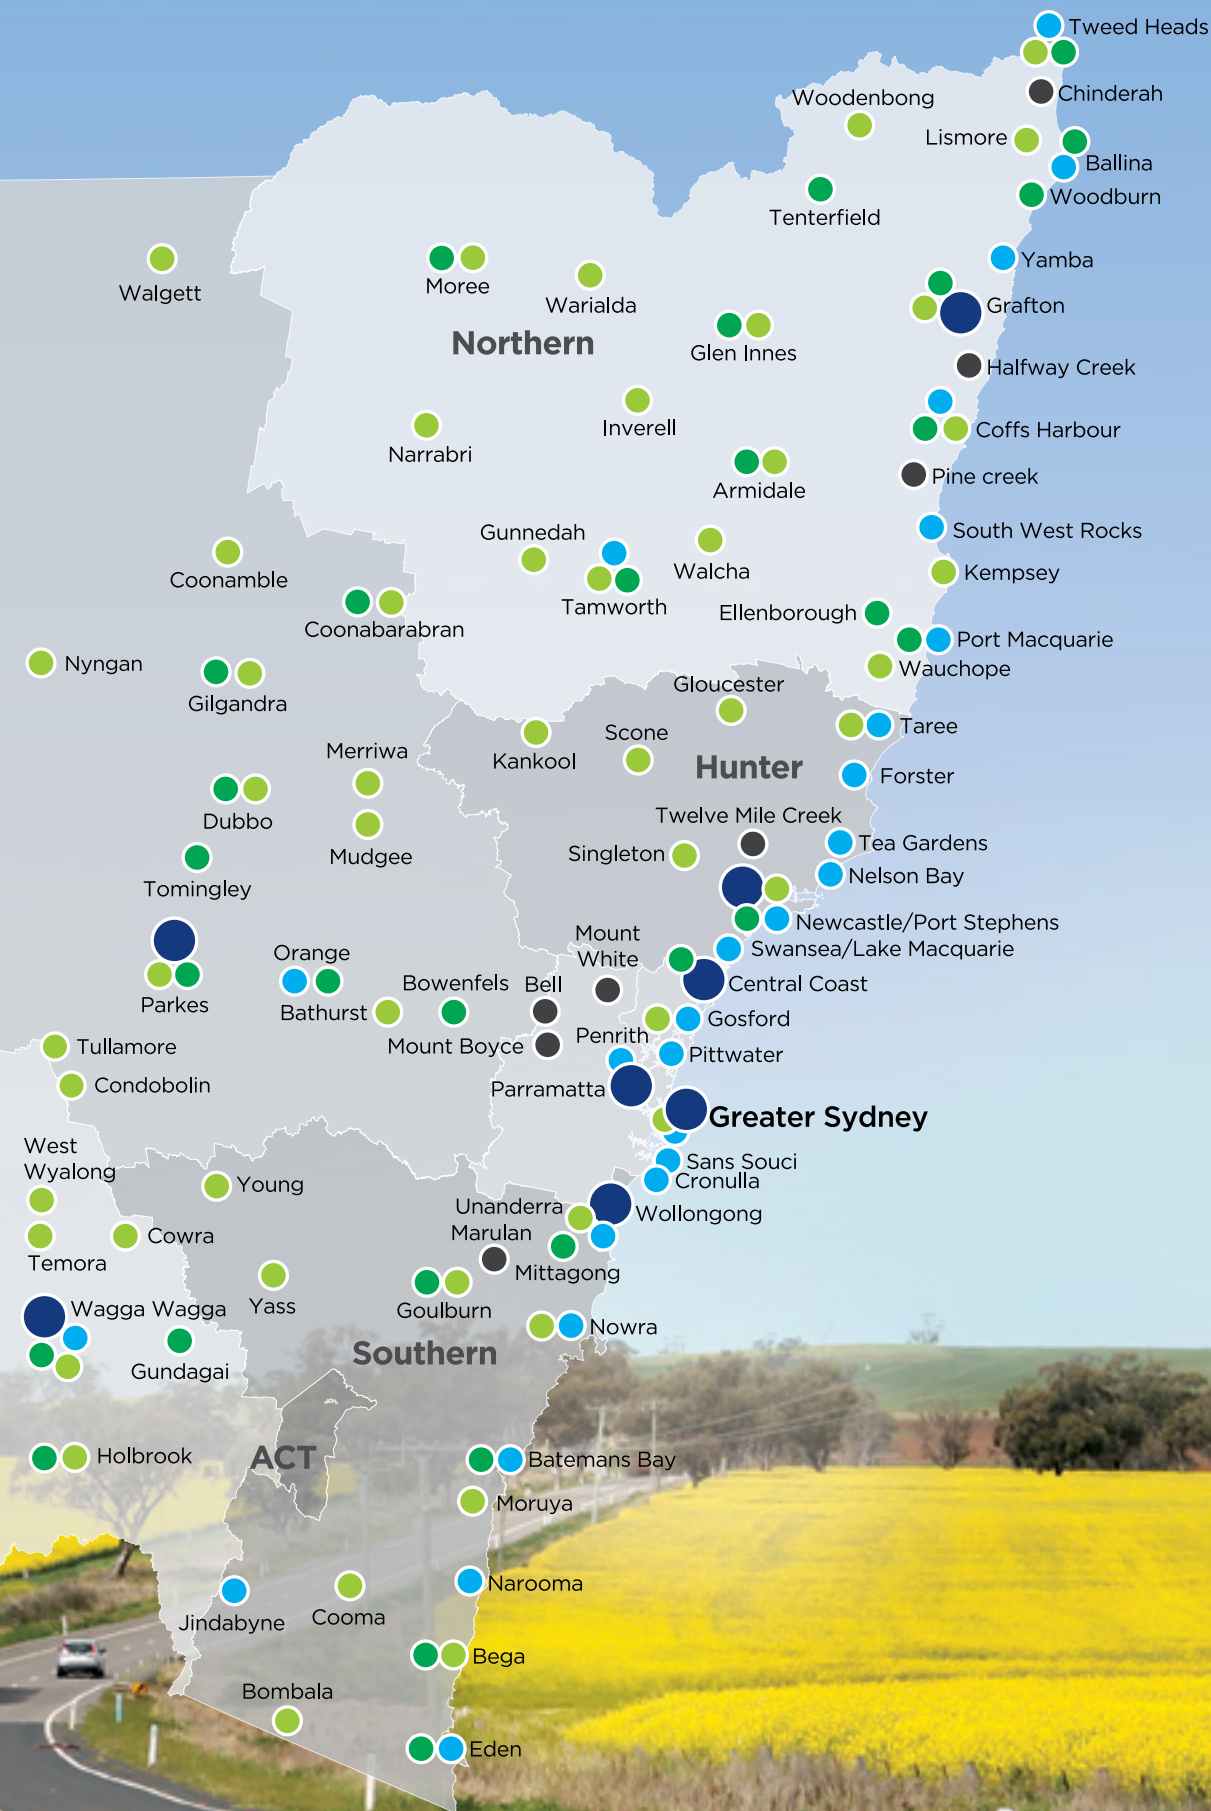 Tweed Heads
Chinderah
Woodenbong
Lismore
Ballina
Woodburn
Tenterfield
Yamba
Walgett
Moree
Warialda
Grafton
Northern
Glen Innes
Halfway Creek
Inverell
Coffs Harbour
Narrabri
Pine creek
Armidale
South West Rocks
Gunnedah
Walcha
Kempsey
Coonamble
Tamworth
Ellenborough
Coonabarabran
Port Macquarie
Nyngan
Wauchope
Gilgandra
Gloucester
Taree
Scone
Merriwa
Kankool
Hunter
Forster
Twelve Mile Creek
Dubbo
Tea Gardens
Mudgee
Singleton
Nelson Bay
Tomingley
Newcastle/Port Stephens
Mount
White
Swansea/Lake Macquarie
Orange
Bowenfels
Bell
Central Coast
Parkes
Bathurst
Gosford
Penrith
Tullamore
Mount Boyce
Pittwater
Condobolin
Parramatta
Greater Sydney
West
Wyalong
Sans Souci
Cronulla
Young
Unanderra
Wollongong
Marulan
Cowra
Temora
Mittagong
Wagga Wagga
Yass
Goulburn
Nowra
Southern
Gundagai
Holbrook
ACT
Batemans Bay
Moruya
Narooma
Jindabyne
Cooma
Bega
Bombala
Eden